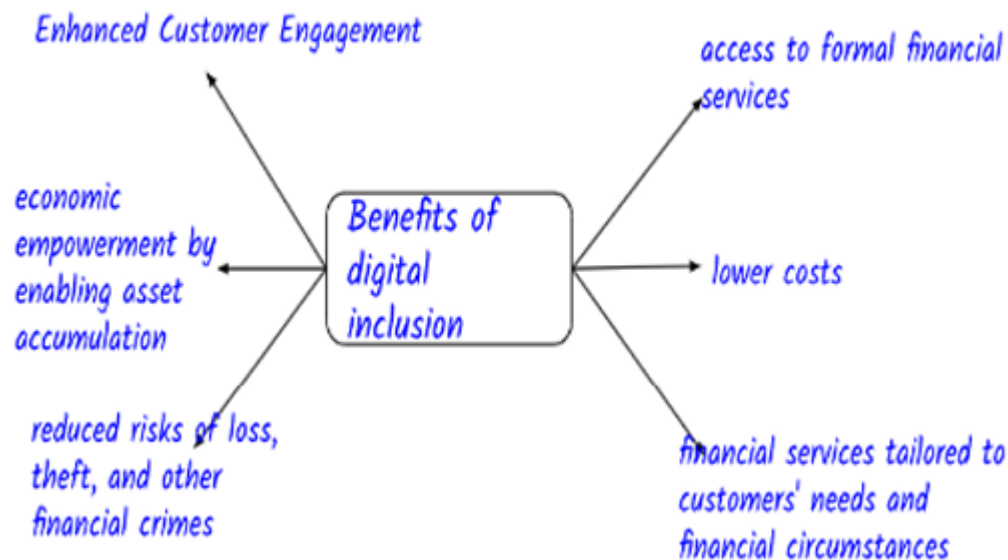 Enhanced Customer Engagement
access to formal financial
services
economic
empowerment by
enabling asset
accumulation
Benefits of
digital
inclusion
lower costs
reduced risks of loss,
theft, and other
financial crimes
financial services tailored to
customers' needs and
financial circumstances